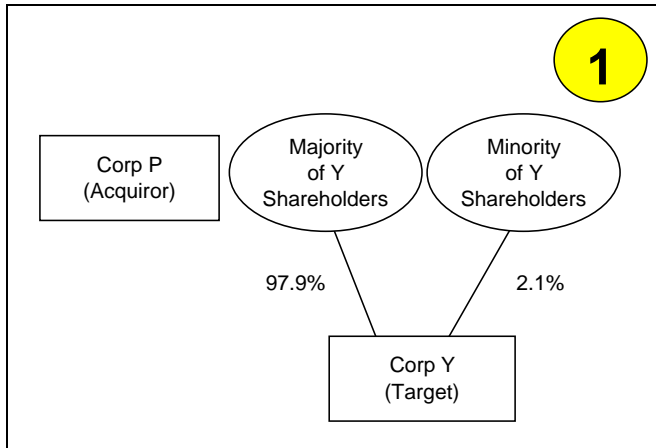 1
Corp P
(Acquiror)
Majority
of Y
Shareholders
Minority
of Y
Shareholders
97.9%
2.1%
Corp Y
(Target)